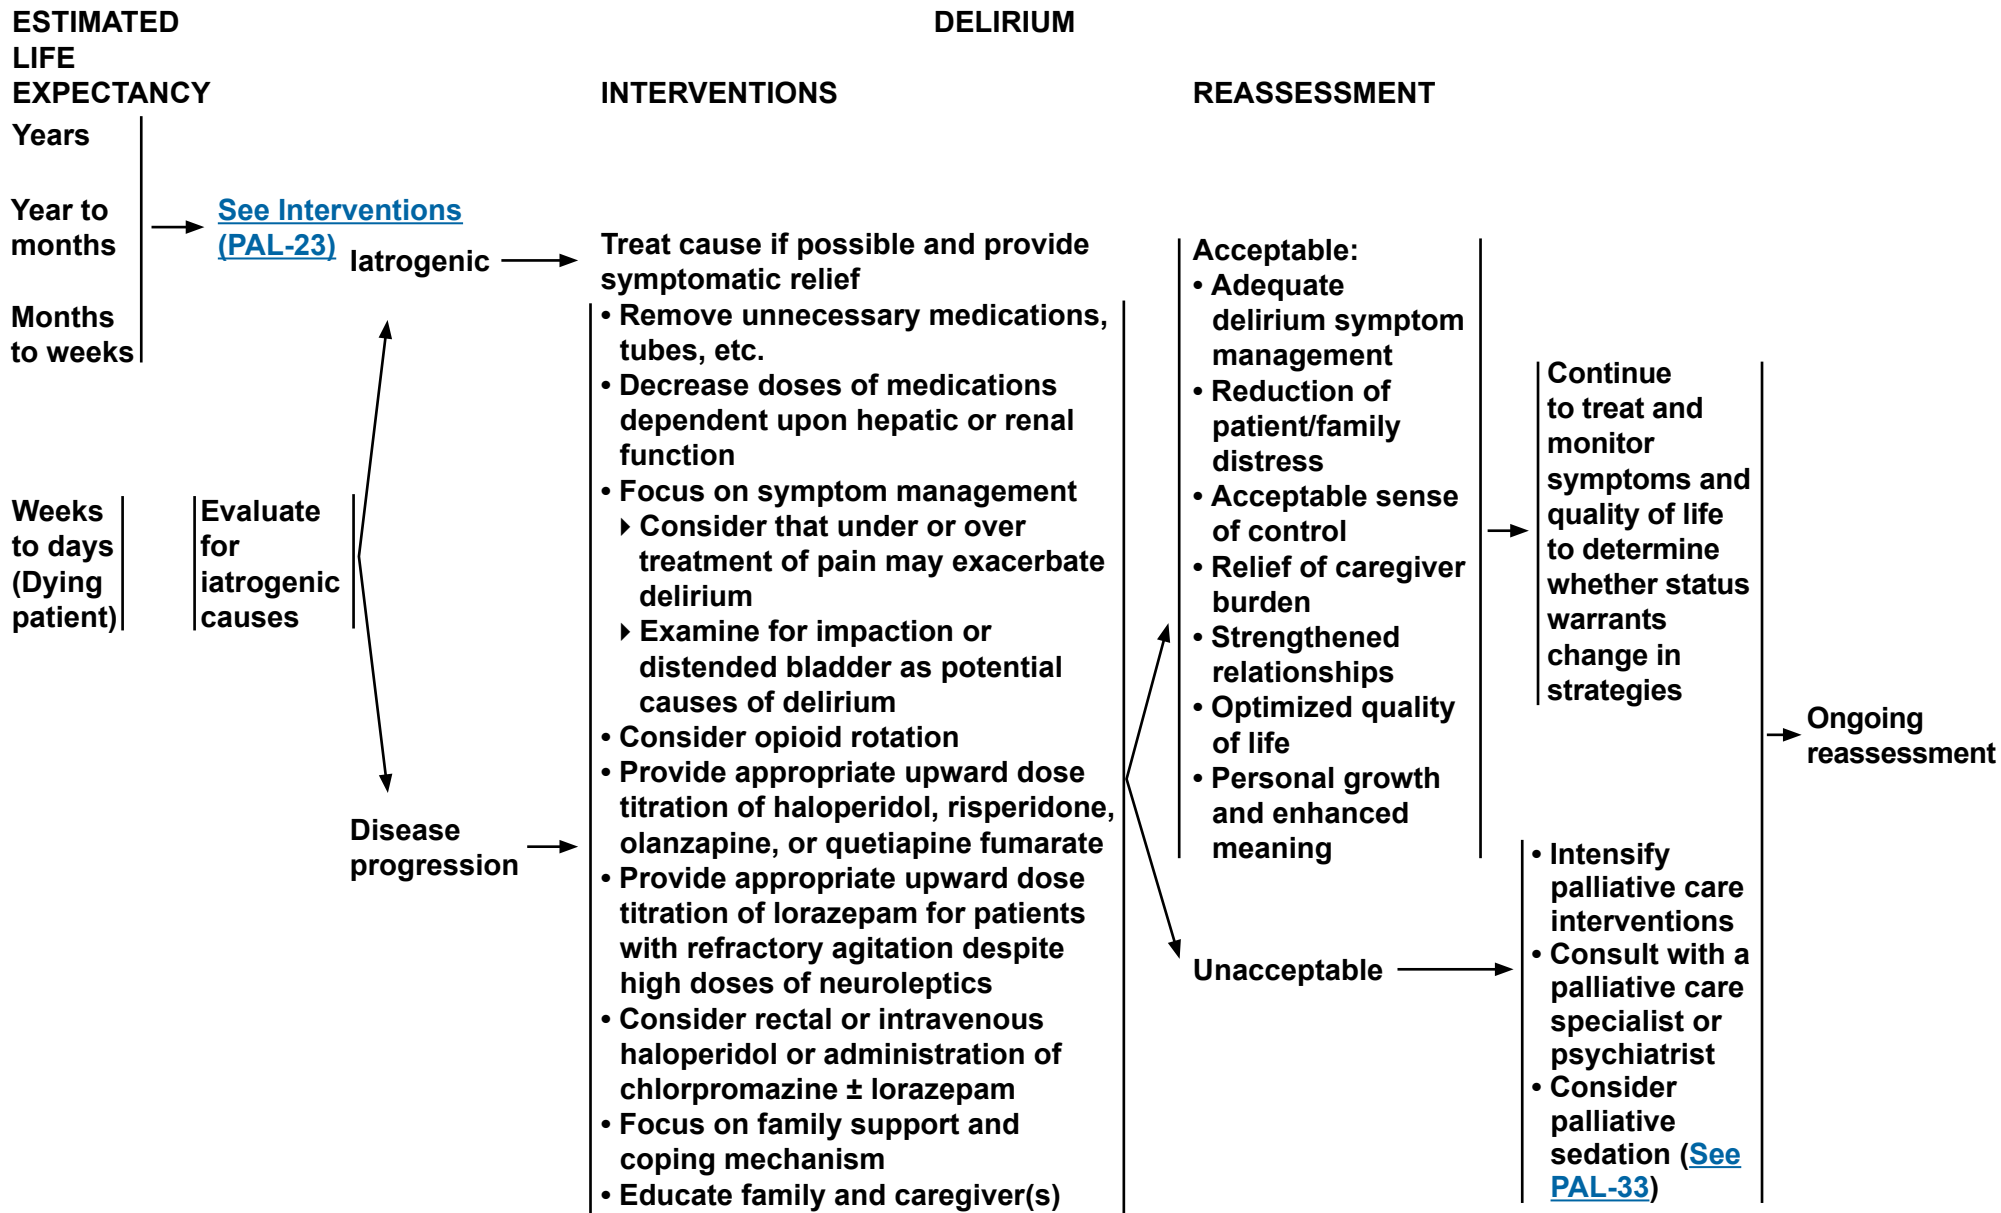 ESTIMATED
LIFE
EXPECTANCY
DELIRIUM
INTERVENTIONS
REASSESSMENT
Years
Year to
months
Months
to weeks
See Interventions
(PAL-23)
Weeks
to days
(Dying
patient)
Evaluate
for
iatrogenic
causes
Iatrogenic
Disease
progression
Treat cause if possible and provide
symptomatic relief
• Remove unnecessary medications,
tubes, etc.
• Decrease doses of medications
dependent upon hepatic or renal
function
• Focus on symptom management
▸ Consider that under or over
treatment of pain may exacerbate
delirium
▸ Examine for impaction or
distended bladder as potential
causes of delirium
• Consider opioid rotation
• Provide appropriate upward dose
titration of haloperidol, risperidone,
olanzapine, or quetiapine fumarate
• Provide appropriate upward dose
titration of lorazepam for patients
with refractory agitation despite
high doses of neuroleptics
• Consider rectal or intravenous
haloperidol or administration of
chlorpromazine ± lorazepam
• Focus on family support and
coping mechanism
• Educate family and caregiver(s)
Acceptable:
• Adequate
delirium symptom
management
• Reduction of
patient/family
distress
• Acceptable sense
of control
• Relief of caregiver
burden
• Strengthened
relationships
• Optimized quality
of life
• Personal growth
and enhanced
meaning
Unacceptable
Continue
to treat and
monitor
symptoms and
quality of life
to determine
whether status
warrants
change in
strategies
• Intensify
palliative care
interventions
• Consult with a
palliative care
specialist or
psychiatrist
• Consider
palliative
sedation (See
PAL-33)
Ongoing
reassessment